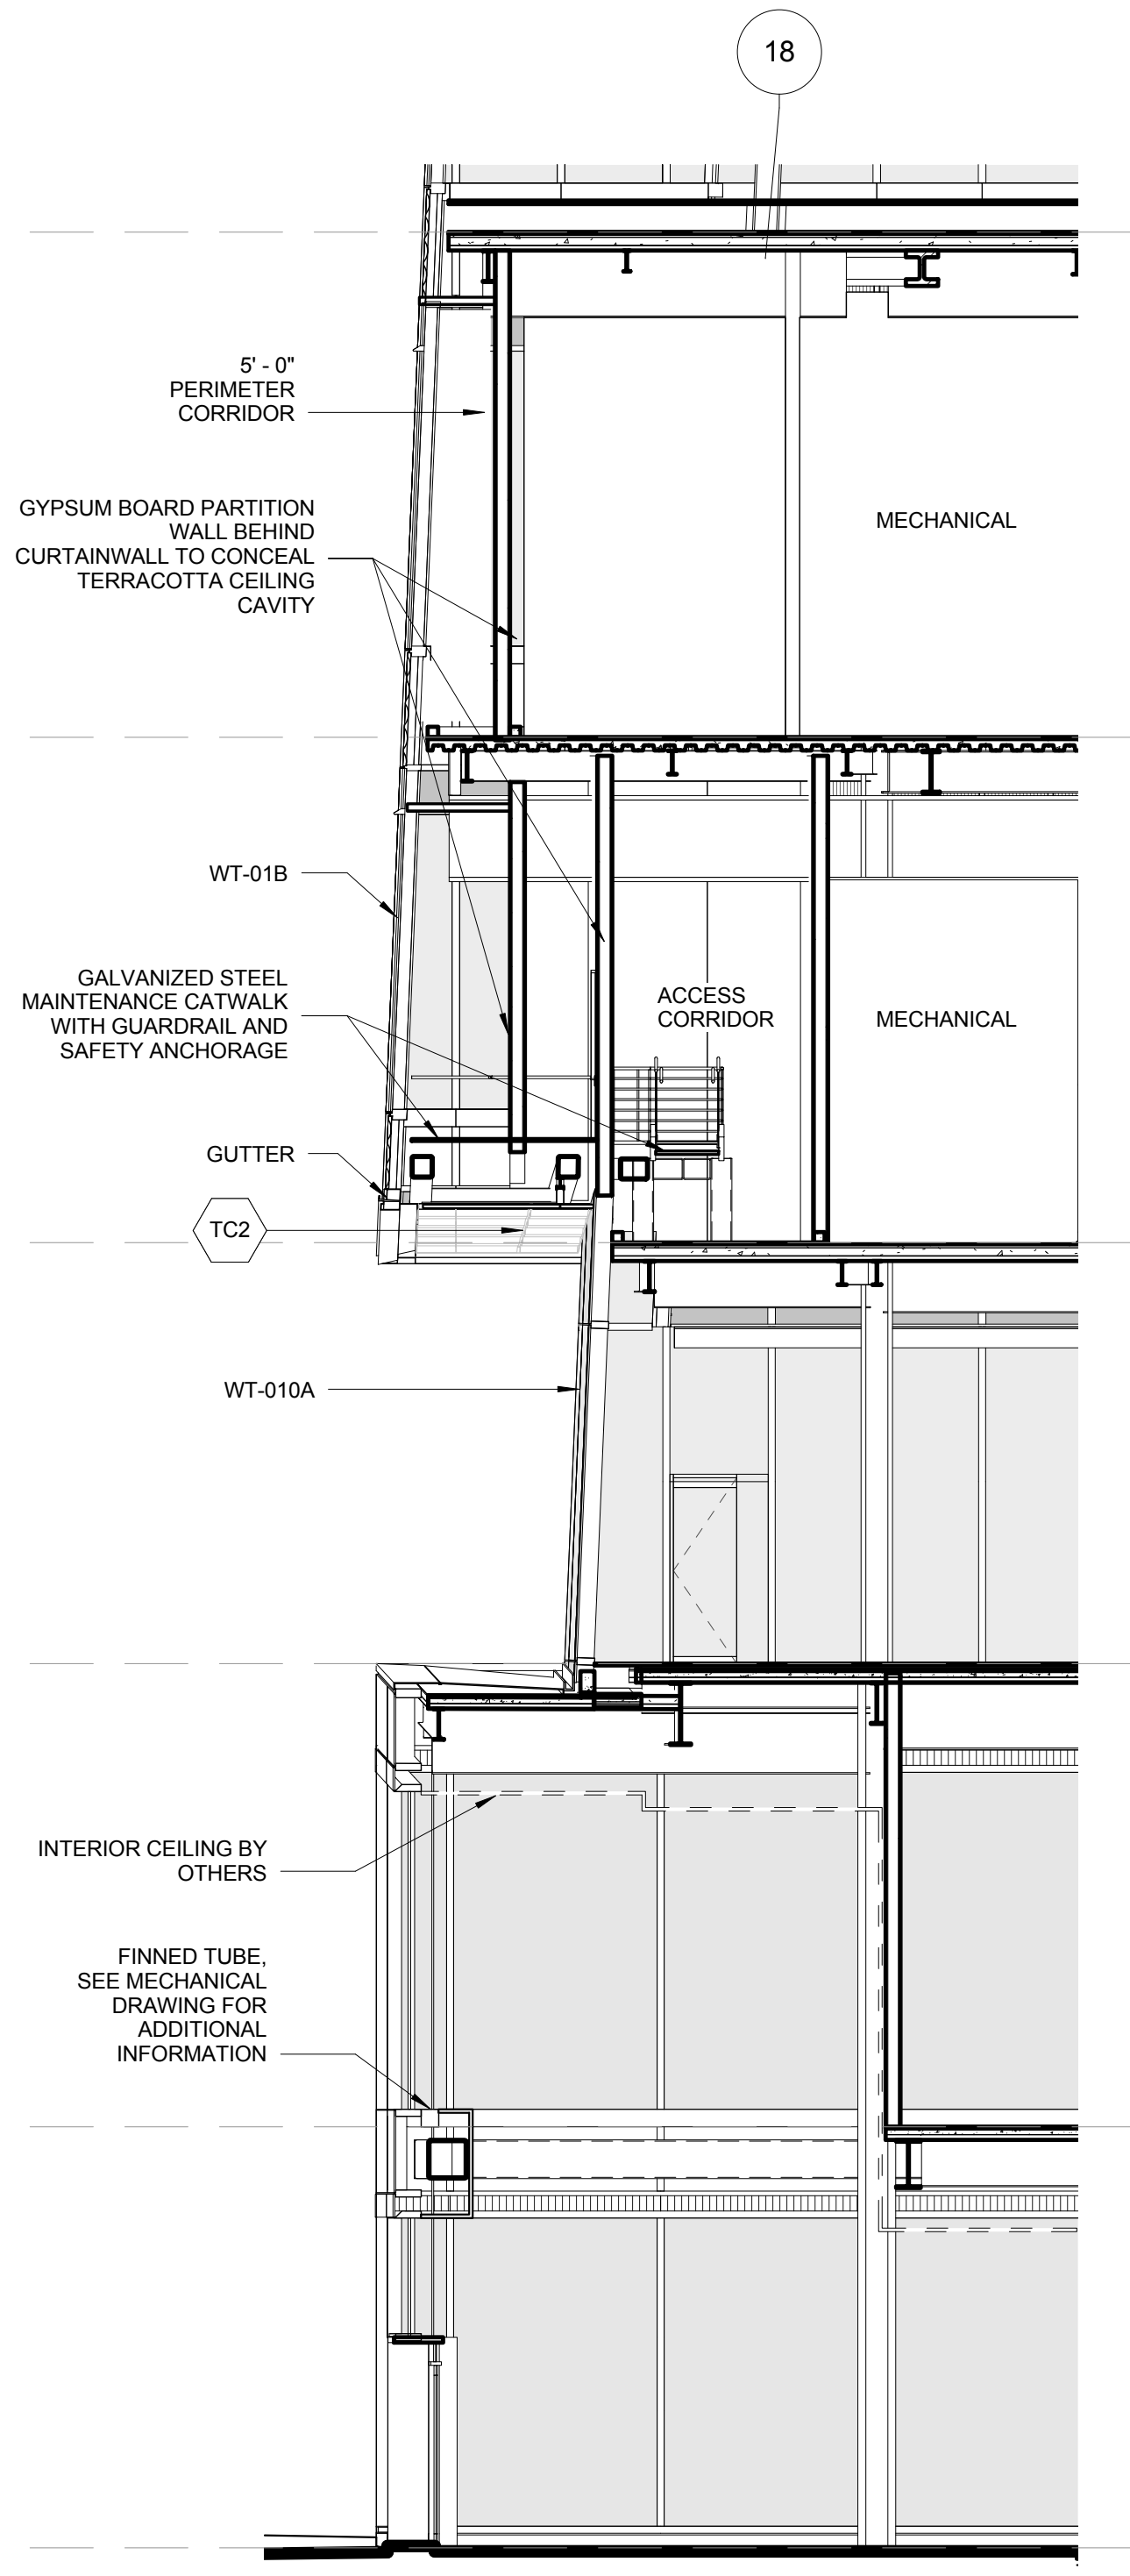 18
5' - 0"
PERIMETER
CORRIDOR
GYPSUM BOARD PARTITION
WALL BEHIND
CURTAINWALL TO CONCEAL
TERRACOTTA CEILING
CAVITY
MECHANICAL
WT-01B
GALVANIZED STEEL
MAINTENANCE CATWALK
WITH GUARDRAIL AND
SAFETY ANCHORAGE
ACCESS
CORRIDOR
MECHANICAL
GUTTER
TC2
WT-010A
INTERIOR CEILING BY
OTHERS
FINNED TUBE,
SEE MECHANICAL
DRAWING FOR
ADDITIONAL
INFORMATION